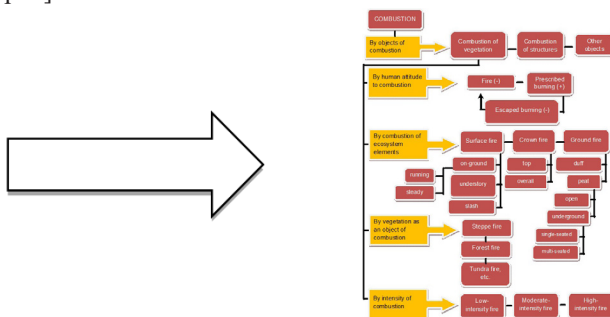 COMBUSTION
By objects of
combustion
Combustion of
vegetation
Combustion
of structures
Other
objects
By human attitude
to combustion
Fire (-)
Prescribed
burning (+)
Escaped burning (-)
By combustion of
ecosystem
elements
Surface fire
Crown fire
Ground fire
on-ground
top
duff
running
understory
overall
peat
steady
slash
open
underground
single-seated
multi-seated
By vegetation as
an object of
combustion
Steppe fire
Forest fire
Tundra fire,
etc.
By intensity of
combustion
Low-
intensity fire
Moderate-
intensity fire
High-
intensity fire